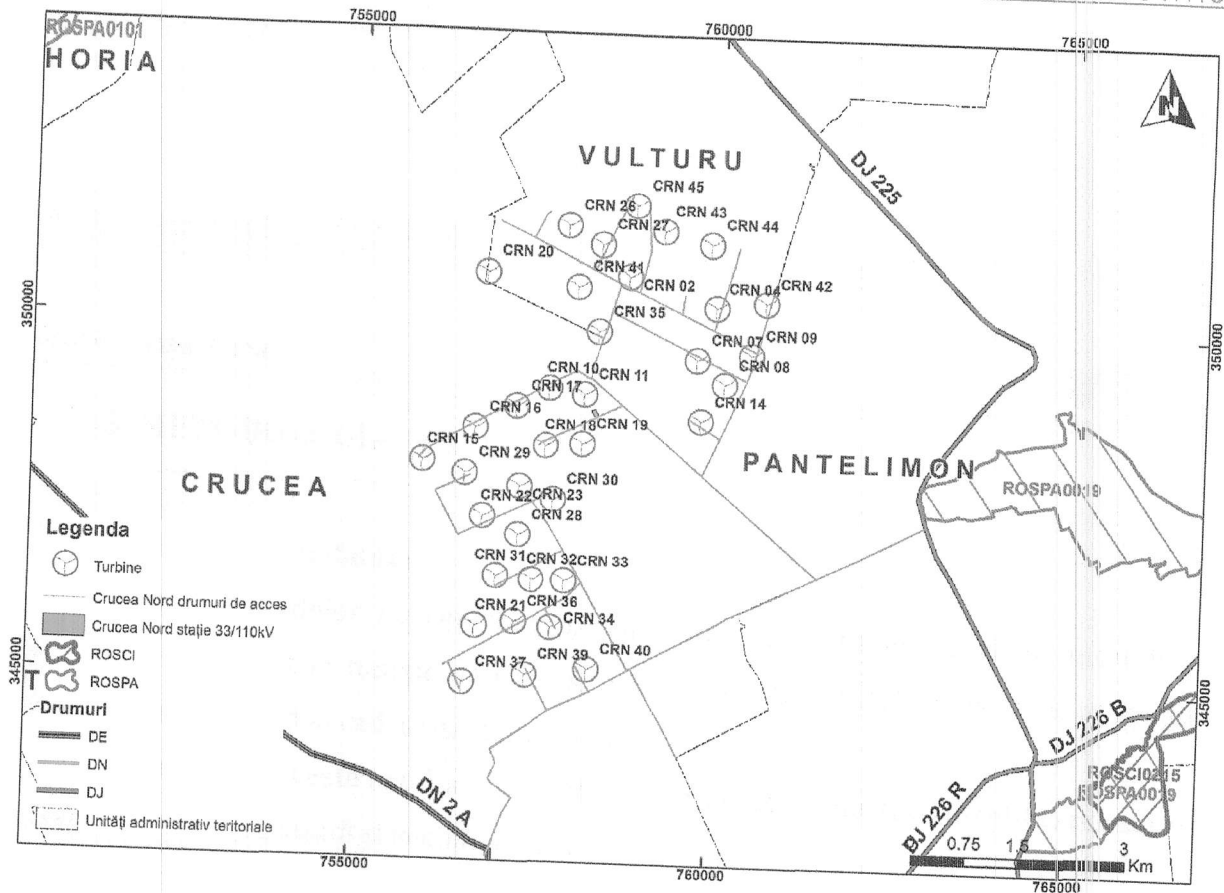 755000
760000
765000
ROSPA0101
HORIA
N
VULTURU
DJ 225
CRN 45
CRN 26
CRN 43
CRN 27
CRN 44
CRN 20
CRN 41
CRN 02
CRN 04
CRN 42
350000
350000
CRN 35
CRN 07
CRN 09
CRN 08
CRN 10
CRN 11
CRN 17
CRN 14
CRN 16
CRN 18
CRN 19
CRN 15
CRN 29
PANTELIMON
CRUCEA
CRN 30
CRN 22
CRN 23
ROSPA0019
CRN 28
CRN 31
CRN 32
CRN 33
CRN 21
CRN 36
CRN 34
CRN 37
CRN 39
CRN 40
Legenda
Turbine
Crucea Nord drumuri de acces
Crucea Nord stație 33/110kV
ROSCI
ROSPA
345000
T
Drumuri
DE
DN
DJ
Unități administrativ teritoriale
345000
DJ 226 B
ROSCI0215
ROSPA0019
DN 2 A
DJ 226 R
0.75
1.5
3
Km
755000
760000
765000